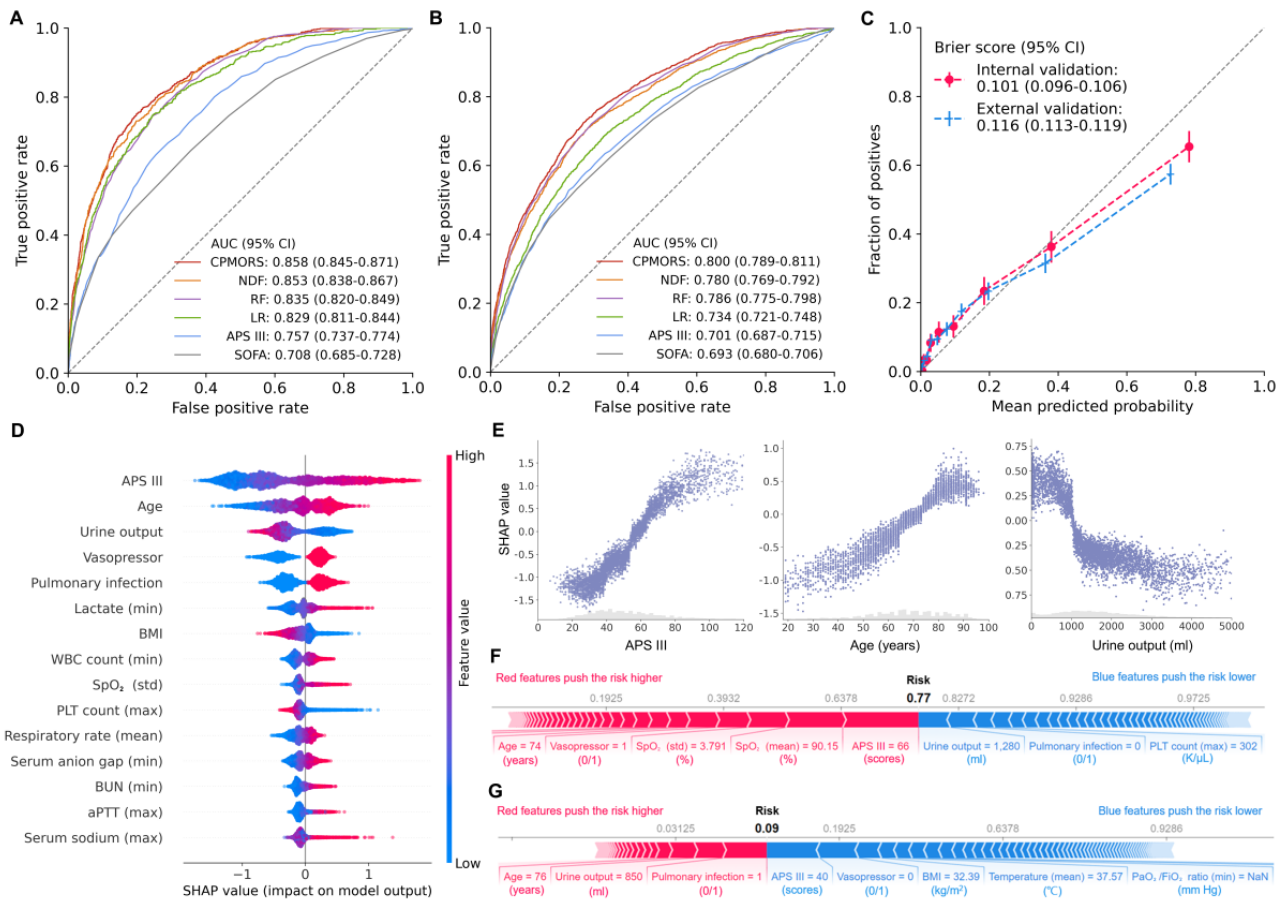 A
True positive rate
1.0
0.8
0.6
0.4
0.2
0.0
AUC (95% CI)
CPMORS: 0.858 (0.845-0.871)
NDF: 0.853 (0.838-0.867)
RF: 0.835 (0.820-0.849)
LR: 0.829 (0.811-0.844)
APS III: 0.757 (0.737-0.774)
SOFA: 0.708 (0.685-0.728)
0.0 0.2 0.4 0.6 0.8 1.0
False positive rate
B
True positive rate
1.0
0.8
0.6
0.4
0.2
0.0
AUC (95% CI)
CPMORS: 0.800 (0.789-0.811)
NDF: 0.780 (0.769-0.792)
RF: 0.786 (0.775-0.798)
LR: 0.734 (0.721-0.748)
APS III: 0.701 (0.687-0.715)
SOFA: 0.693 (0.680-0.706)
0.0 0.2 0.4 0.6 0.8 1.0
False positive rate
C
Fraction of positives
1.0
0.8
0.6
0.4
0.2
0.0
Brier score (95% CI)
Internal validation:
0.101 (0.096-0.106)
External validation:
0.116 (0.113-0.119)
0.0 0.2 0.4 0.6 0.8 1.0
Mean predicted probability
D
APS III
Age
Urine output
Vasopressor
Pulmonary infection
Lactate (min)
BMI
WBC count (min)
SpO₂ (std)
PLT count (max)
Respiratory rate (mean)
Serum anion gap (min)
BUN (min)
aPTT (max)
Serum sodium (max)
−1 0 1
SHAP value (impact on model output)
High
Feature value
Low
E
SHAP value
1.5
1.0
0.5
0.0
-0.5
-1.0
-1.5
0 20 40 60 80 100 120
APS III
1.0
0.5
0.0
-0.5
-1.0
-1.5
20 30 40 50 60 70 80 90 100
Age (years)
0.75
0.50
0.25
0.00
0.25
0.50
0.75
0 1000 2000 3000 4000 5000
Urine output (ml)
F
Red features push the risk higher
Risk
Blue features push the risk lower
0.1925 0.3932 0.6378 0.77 0.8272 0.9286 0.9725
Age = 74 Vasopressor = 1 SpO₂ (std) = 3.791 SpO₂ (mean) = 90.15 APS III = 66 Urine output = 1,280 Pulmonary infection = 0 PLT count (max) = 302
(years) (0/1) (%) (%) (scores) (ml) (0/1) (K/μL)
G
Red features push the risk higher
Risk
Blue features push the risk lower
0.03125 0.09 0.1925 0.6378 0.9286
Age = 76 Urine output = 850 Pulmonary infection = 1 APS III = 40 Vasopressor = 0 BMI = 32.39 Temperature (mean) = 37.57 PaO₂ /FiO₂ ratio (min) = NaN
(years) (ml) (0/1) (scores) (0/1) (kg/m²) (℃) (mm Hg)